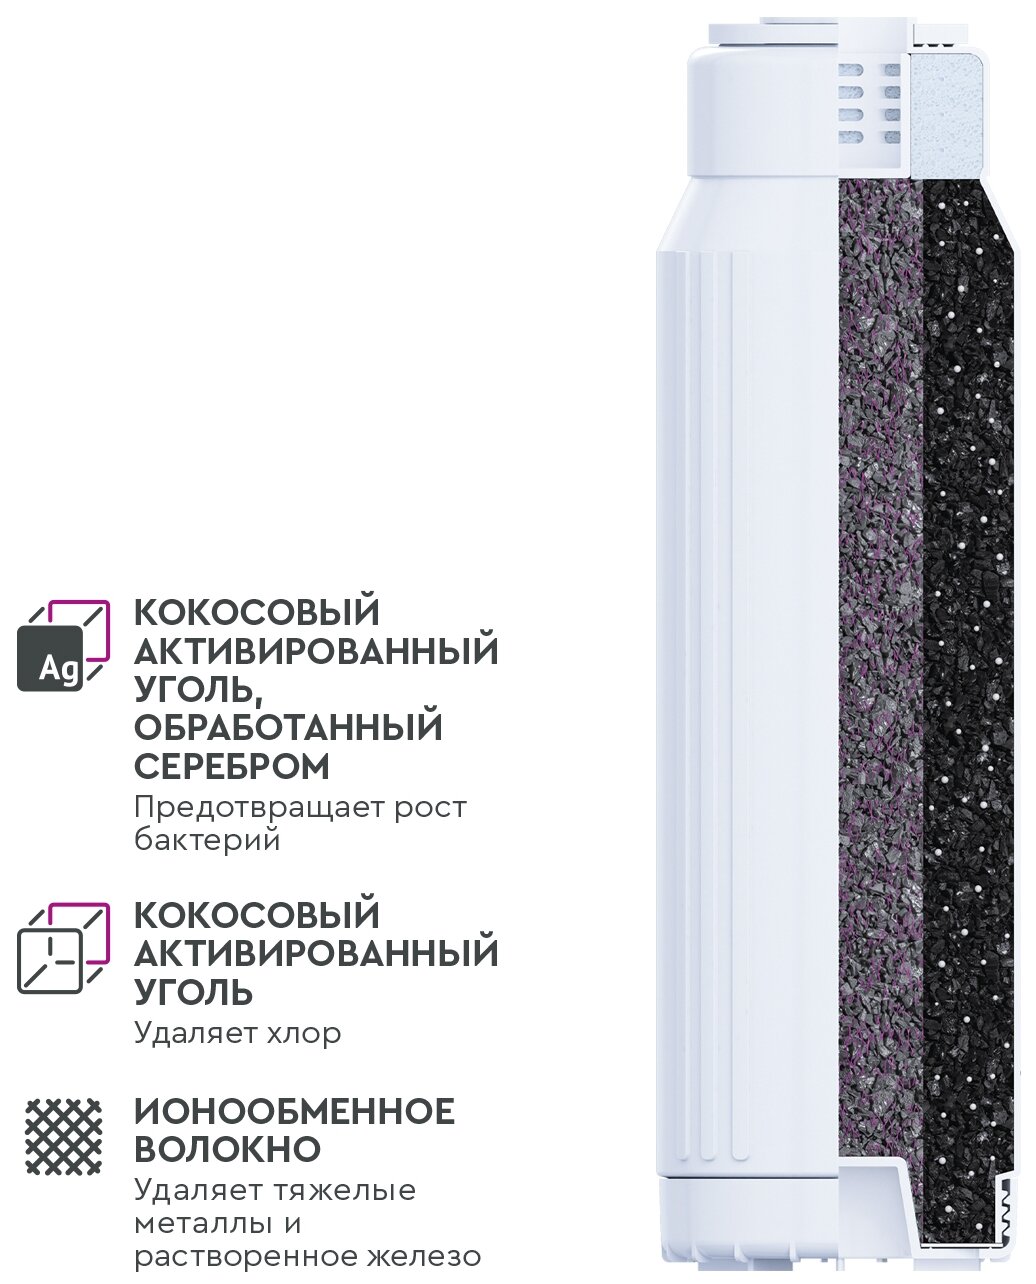 Ag
КОКОСОВЫЙ
АКТИВИРОВАННЫЙ
УГОЛЬ,
ОБРАБОТАННЫЙ
СЕРЕБРОМ
Предотвращает рост
бактерий
КОКОСОВЫЙ
АКТИВИРОВАННЫЙ
УГОЛЬ
Удаляет хлор
ИОНООБМЕННОЕ
ВОЛОКНО
Удаляет тяжелые
металлы и
растворенное железо